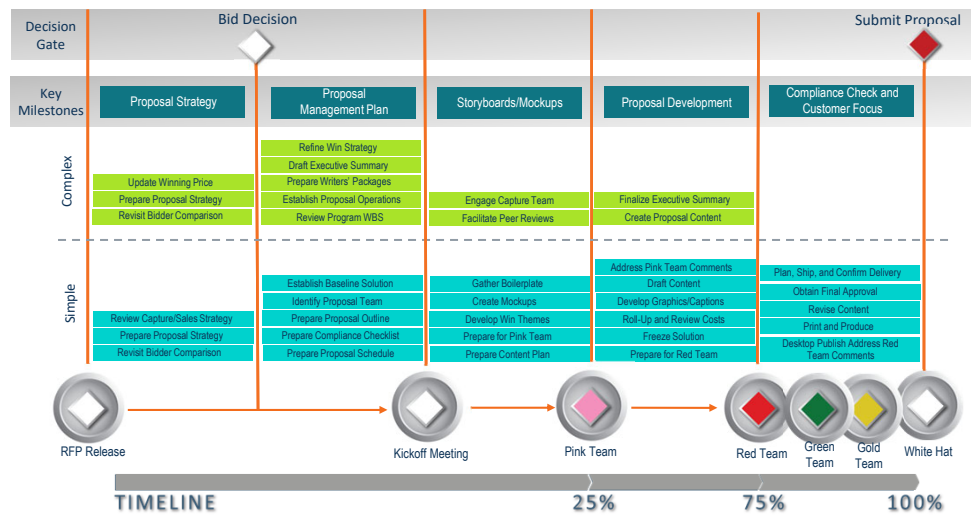 Decision
Gate
Bid Decision
Submit Proposal
Key
Milestones
Proposal Strategy
Proposal
Management Plan
Storyboards/Mockups
Proposal Development
Compliance Check and
Customer Focus
Complex
Update Winning Price
Prepare Proposal Strategy
Revisit Bidder Comparison
Refine Win Strategy
Draft Executive Summary
Prepare Writers' Packages
Establish Proposal Operations
Review Program WBS
Engage Capture Team
Facilitate Peer Reviews
Finalize Executive Summary
Create Proposal Content
Simple
Review Capture/Sales Strategy
Prepare Proposal Strategy
Revisit Bidder Comparison
Establish Baseline Solution
Identify Proposal Team
Prepare Proposal Outline
Prepare Compliance Checklist
Prepare Proposal Schedule
Gather Boilerplate
Create Mockups
Develop Win Themes
Prepare for Pink Team
Prepare Content Plan
Address Pink Team Comments
Draft Content
Develop Graphics/Captions
Roll-Up and Review Costs
Freeze Solution
Prepare for Red Team
Plan, Ship, and Confirm Delivery
Obtain Final Approval
Revise Content
Print and Produce
Desktop Publish Address Red
Team Comments
RFP Release
Kickoff Meeting
Pink Team
Red Team
Green
Team
Gold
Team
White Hat
TIMELINE
25%
75%
100%